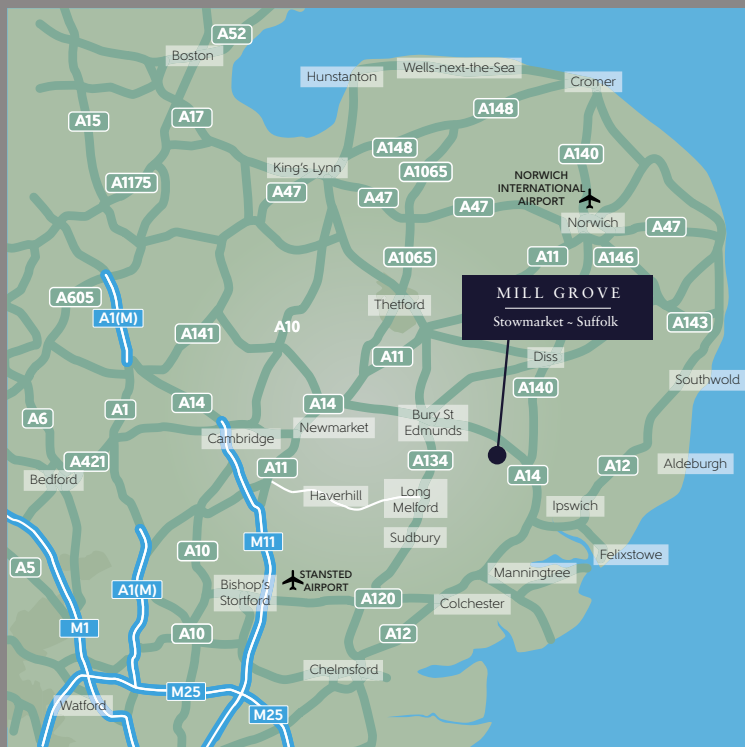 A52
Boston
Hunstanton
Wells-next-the-Sea
Cromer
A15
A17
A148
A148
A140
King's Lynn
A1065
A1175
A47
A47
A47
NORWICH
INTERNATIONAL
AIRPORT
Norwich
A47
A1065
A11
A146
A605
A1(M)
Thetford
MILL GROVE
Stowmarket ~ Suffolk
A143
A141
A10
A11
Diss
A140
Southwold
A6
A1
A14
A14
Newmarket
Bury St
Edmunds
Cambridge
A421
Bedford
A11
A134
A14
A12
Aldeburgh
Haverhill
Long
Melford
Ipswich
Sudbury
M11
A10
Felixstowe
A5
A1(M)
Bishop's
Stortford
STANSTED
AIRPORT
Manningtree
A120
Colchester
M1
A10
A12
Chelmsford
M25
Watford
M25